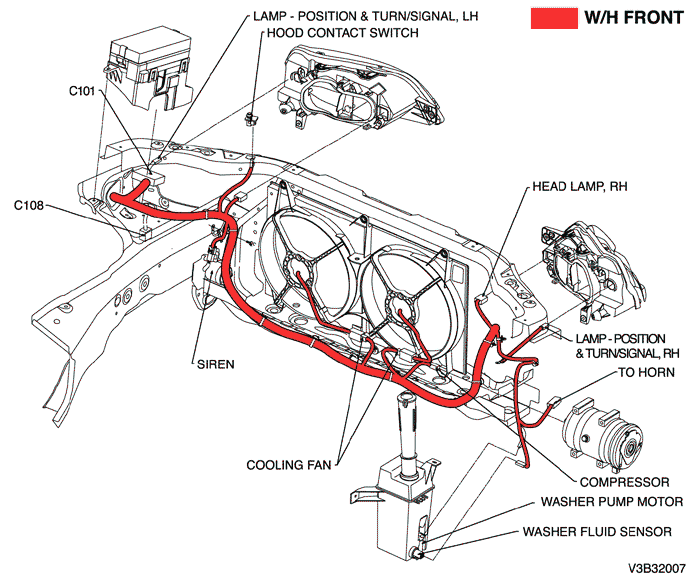 LAMP - POSITION & TURN/SIGNAL, LH
HOOD CONTACT SWITCH
W/H FRONT
C101
C108
HEAD LAMP, RH
LAMP - POSITION
& TURN/SIGNAL, RH
TO HORN
SIREN
COOLING FAN
COMPRESSOR
WASHER PUMP MOTOR
WASHER FLUID SENSOR
V3B32007